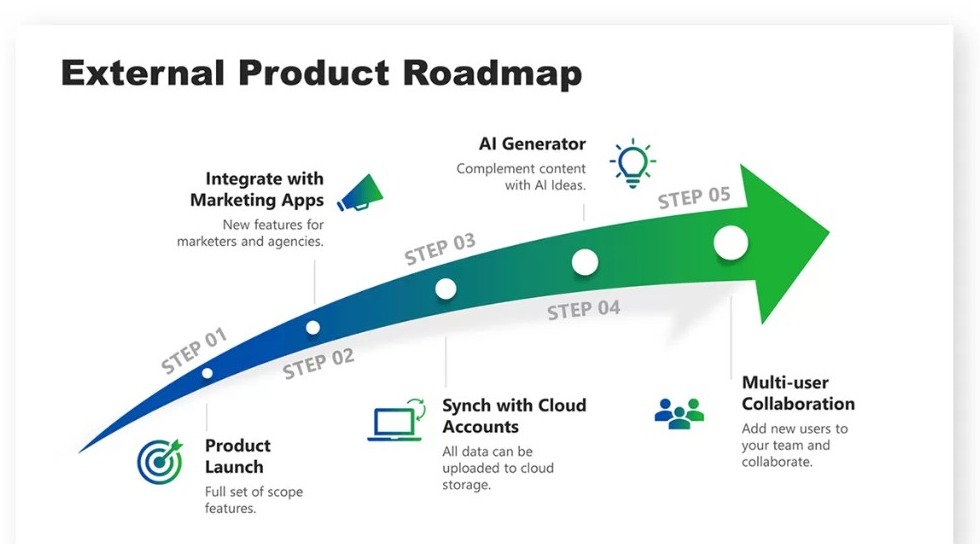 External Product Roadmap
AI Generator
Complement content
with AI Ideas.
Integrate with
Marketing Apps
New features for
marketers and agencies.
STEP 01
STEP 02
STEP 03
STEP 04
STEP 05
Product
Launch
Full set of scope
features.
Synch with Cloud
Accounts
All data can be
uploaded to cloud
storage.
Multi-user
Collaboration
Add new users to
your team and
collaborate.